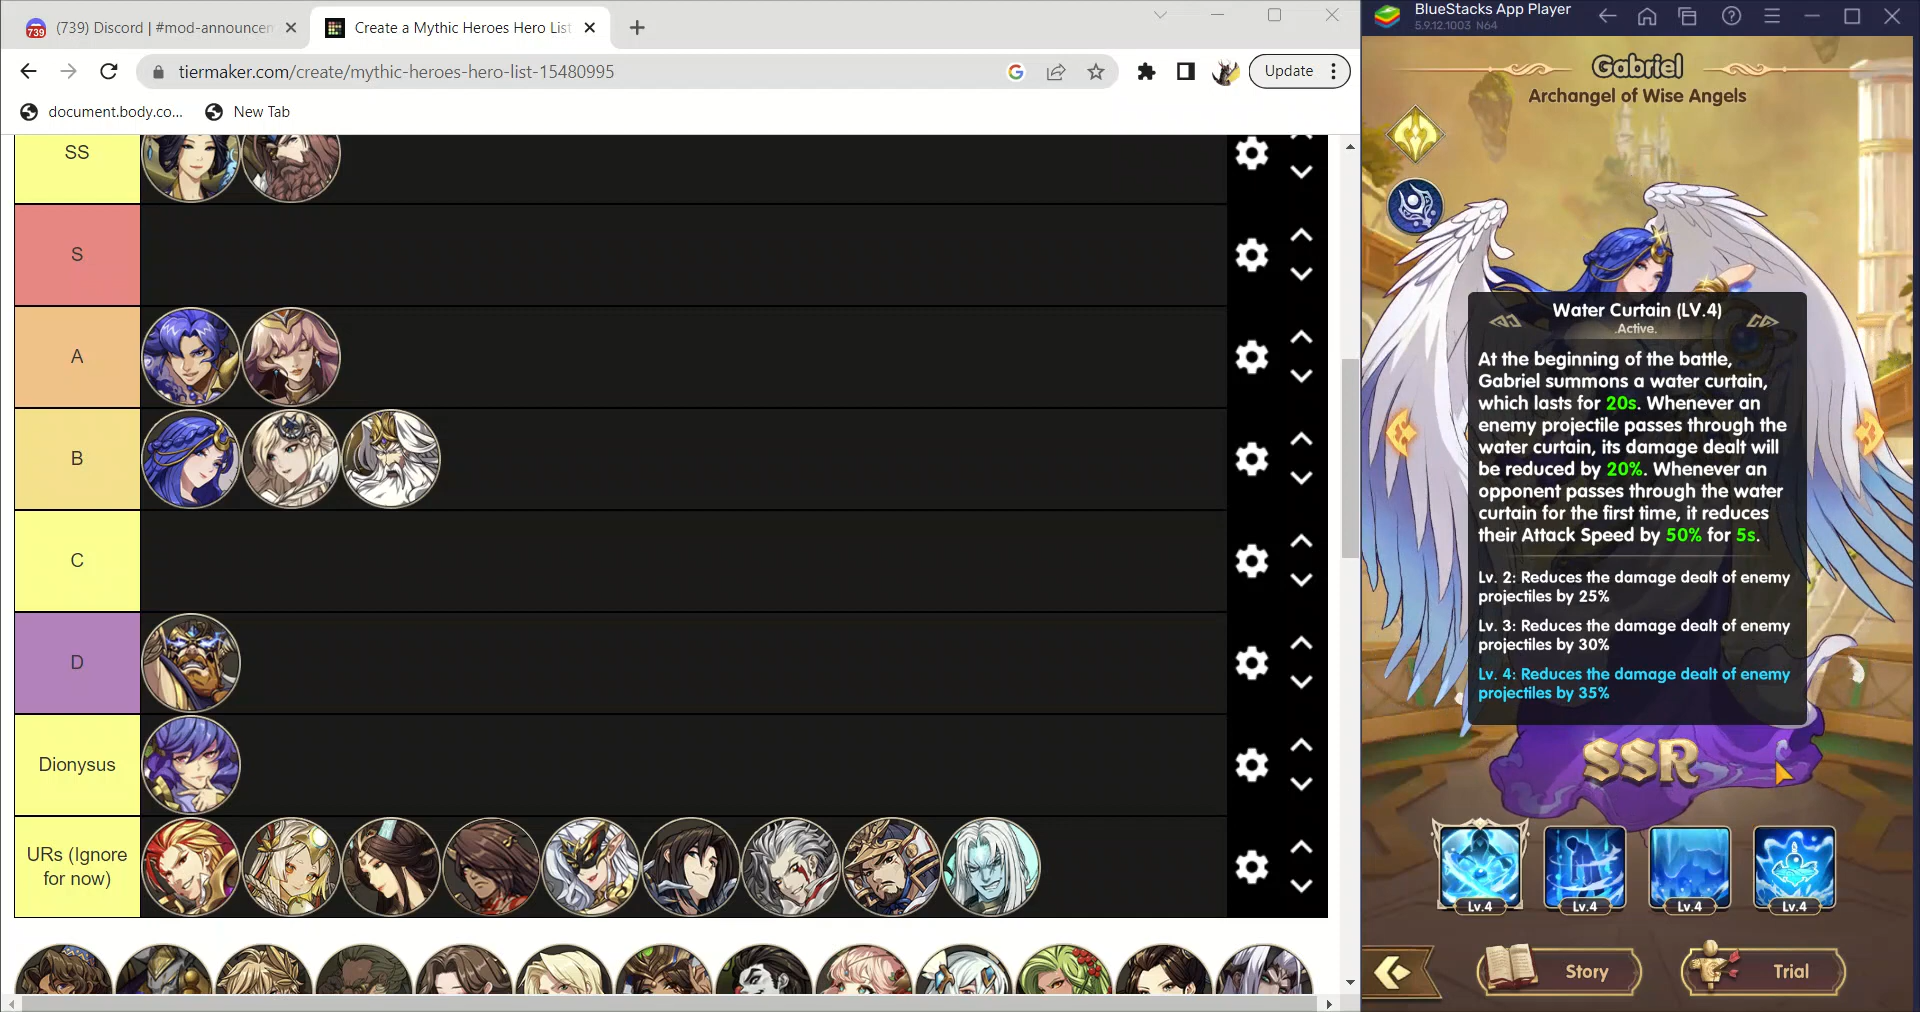 739
(739) Discord | #mod-announcem
Create a Mythic Heroes Hero List
tiermaker.com/create/mythic-heroes-hero-list-15480995
Update
document.body.co...
New Tab
SS
S
A
B
C
D
Dionysus
URs (Ignore
for now)
BlueStacks App Player
5.9.12.1003 N64
Gabriel
Archangel of Wise Angels
Water Curtain (LV.4)
.Active.
At the beginning of the battle,
Gabriel summons a water curtain,
which lasts for 20s. Whenever an
enemy projectile passes through the
water curtain, its damage dealt will
be reduced by 20%. Whenever an
opponent passes through the water
curtain for the first time, it reduces
their Attack Speed by 50% for 5s.
Lv. 2: Reduces the damage dealt of enemy
projectiles by 25%
Lv. 3: Reduces the damage dealt of enemy
projectiles by 30%
Lv. 4: Reduces the damage dealt of enemy
projectiles by 35%
SSR
Lv.4
Lv.4
Lv.4
Lv.4
Story
Trial